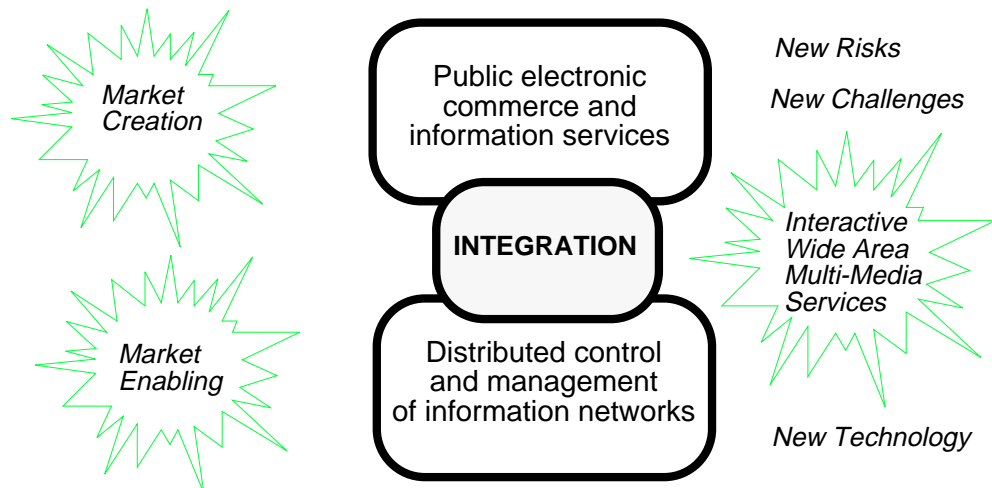 Market
Creation
Public electronic
commerce and
information services
New Risks
New Challenges
INTEGRATION
Interactive
Wide Area
Multi-Media
Services
Market
Enabling
Distributed control
and management
of information networks
New Technology